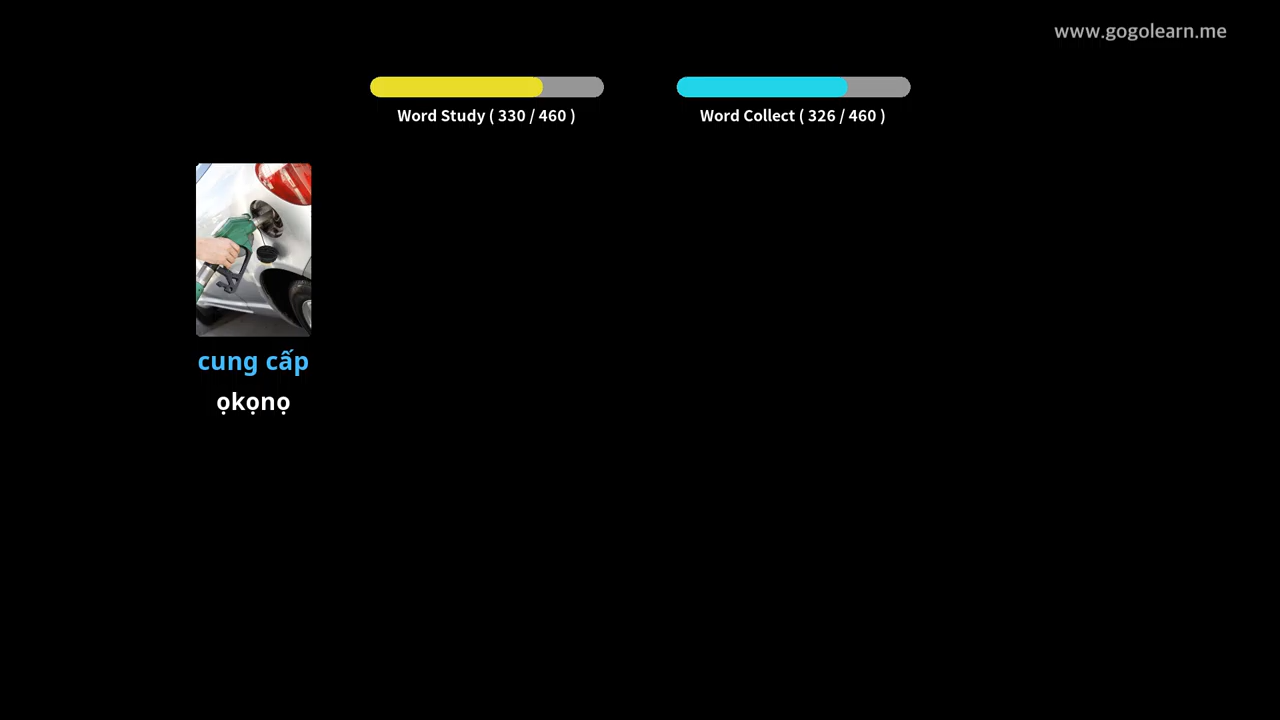 www.gogolearn.me
Word Study ( 330 / 460 )
Word Collect ( 326 / 460 )
cung cấp
ọkọnọ